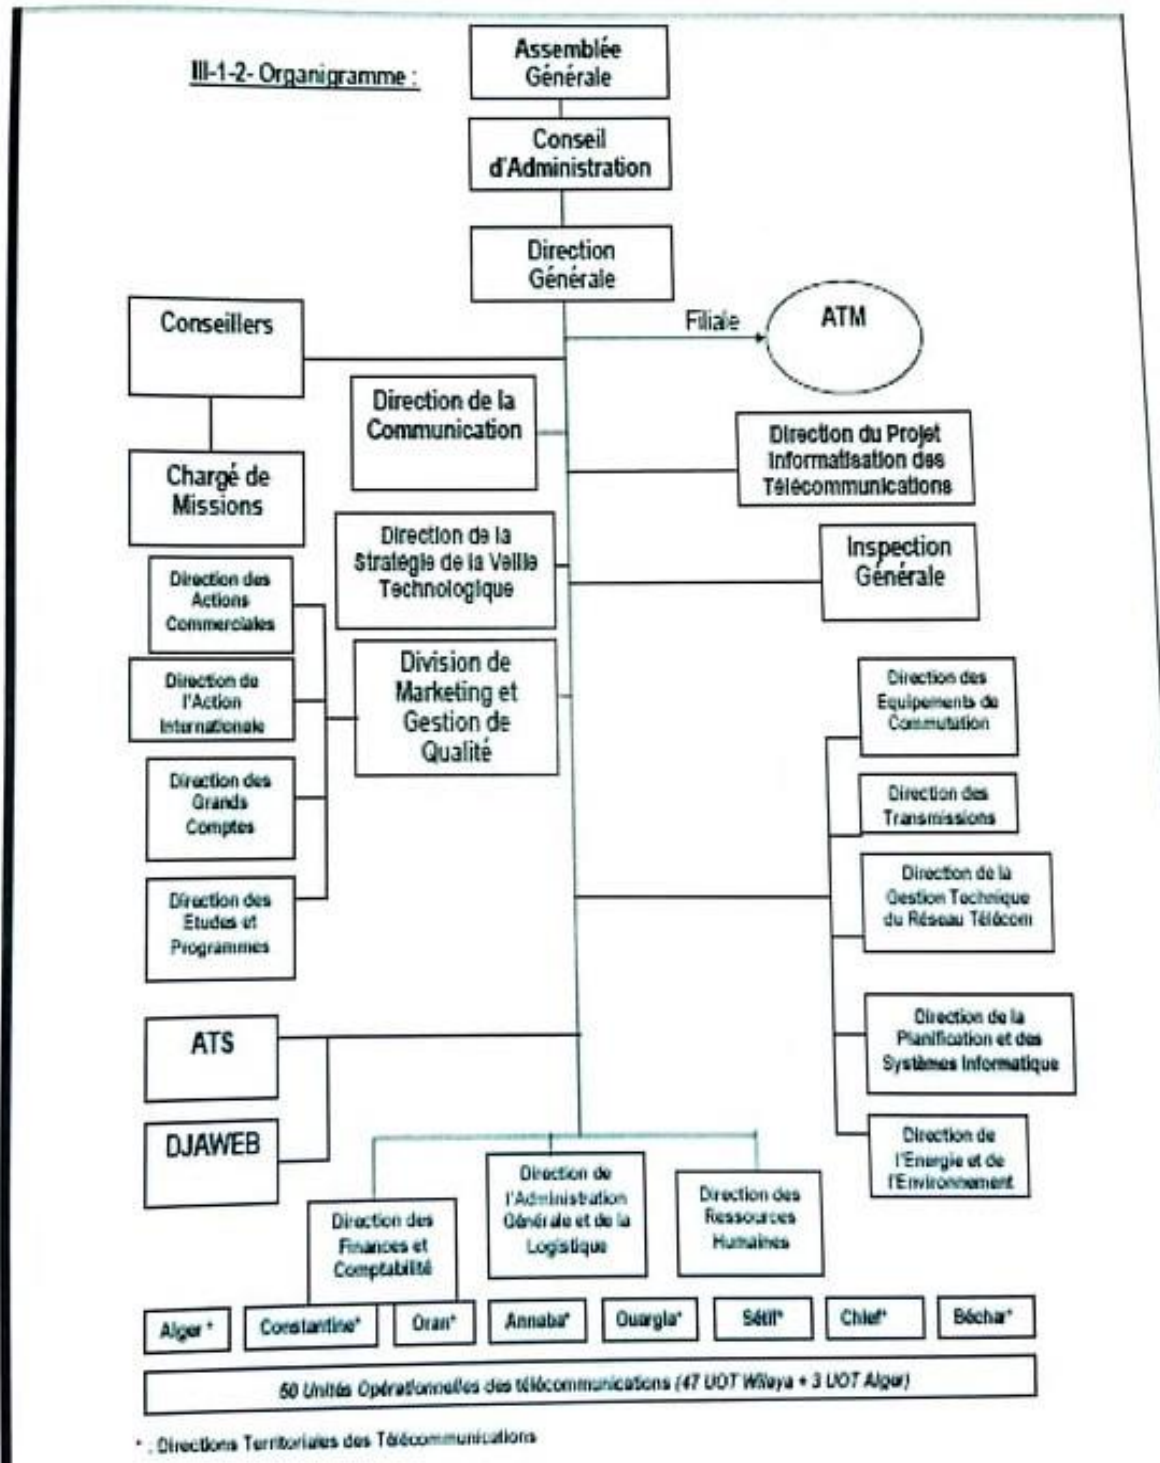 III-1-2- Organigramme :
Assemblée
Générale
Conseil
d'Administration
Direction
Générale
Conseillers
Filiale
ATM
Direction de la
Communication
Direction du Projet
Informatisation des
Télécommunications
Chargé de
Missions
Direction de la
Stratégie de la Veille
Technologique
Inspection
Générale
Direction des
Actions
Commerciales
Division de
Marketing et
Gestion de
Qualité
Direction de
l'Action
Internationale
Direction des
Equipements de
Commutation
Direction des
Grands
Comptes
Direction des
Transmissions
Direction des
Etudes et
Programmes
Direction de la
Gestion Technique
du Réseau Télécom
ATS
Direction de la
Planification et des
Systèmes Informatique
DJAWEB
Direction de
l'Energie et de
l'Environnement
Direction des
Finances et
Comptabilité
Direction de
l'Administration
Générale et de la
Logistique
Direction des
Ressources
Humaines
Alger *
Constantine*
Oran*
Annaba*
Ouargla*
Sétif*
Chlef*
Béchar*
50 Unités Opérationnelles des télécommunications (47 UOT Wilaya + 3 UOT Alger)
* : Directions Territoriales des Télécommunications